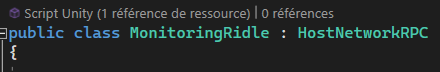 Script Unity (1 référence de ressource) | 0 références
public class MonitoringRidle : HostNetworkRPC
{